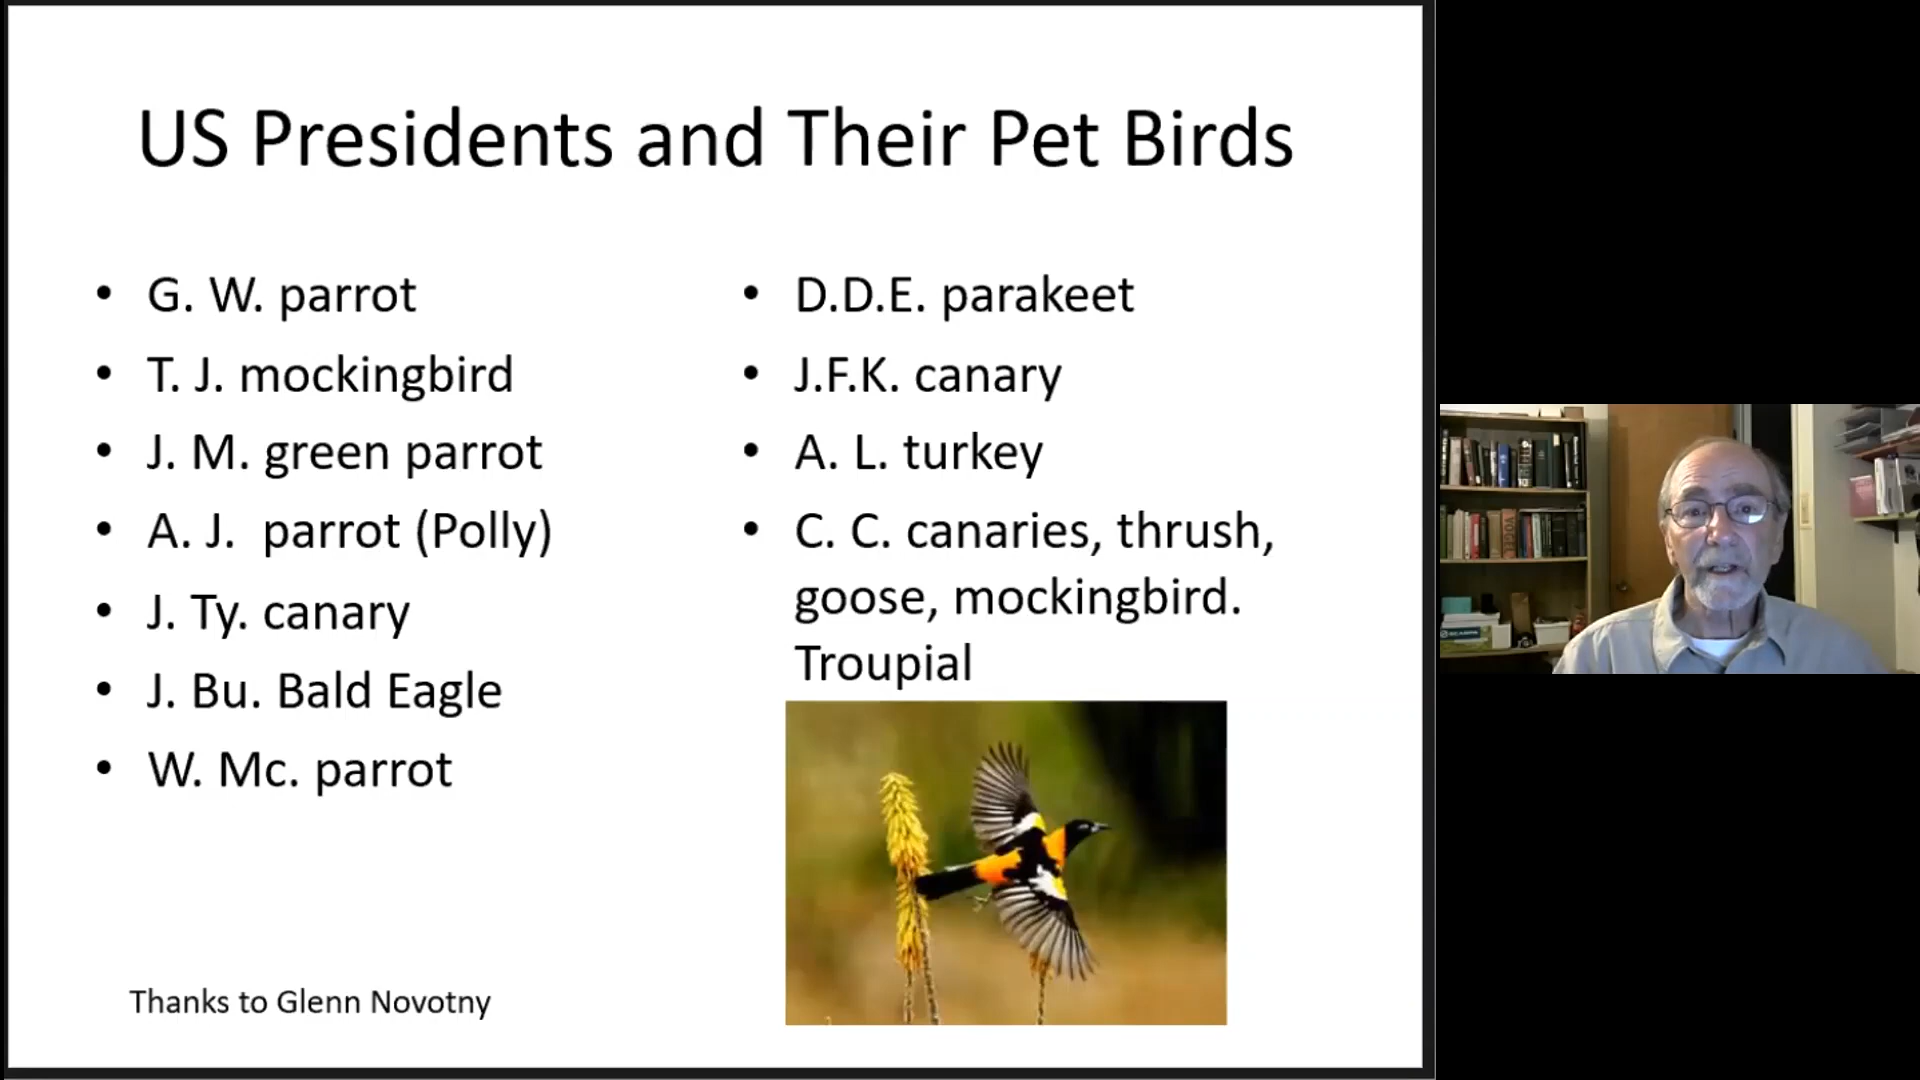 US Presidents and Their Pet Birds
• G. W. parrot
• T. J. mockingbird
• J. M. green parrot
• A. J.  parrot (Polly)
• J. Ty. canary
• J. Bu. Bald Eagle
• W. Mc. parrot
• D.D.E. parakeet
• J.F.K. canary
• A. L. turkey
• C. C. canaries, thrush,
goose, mockingbird.
Troupial
Thanks to Glenn Novotny